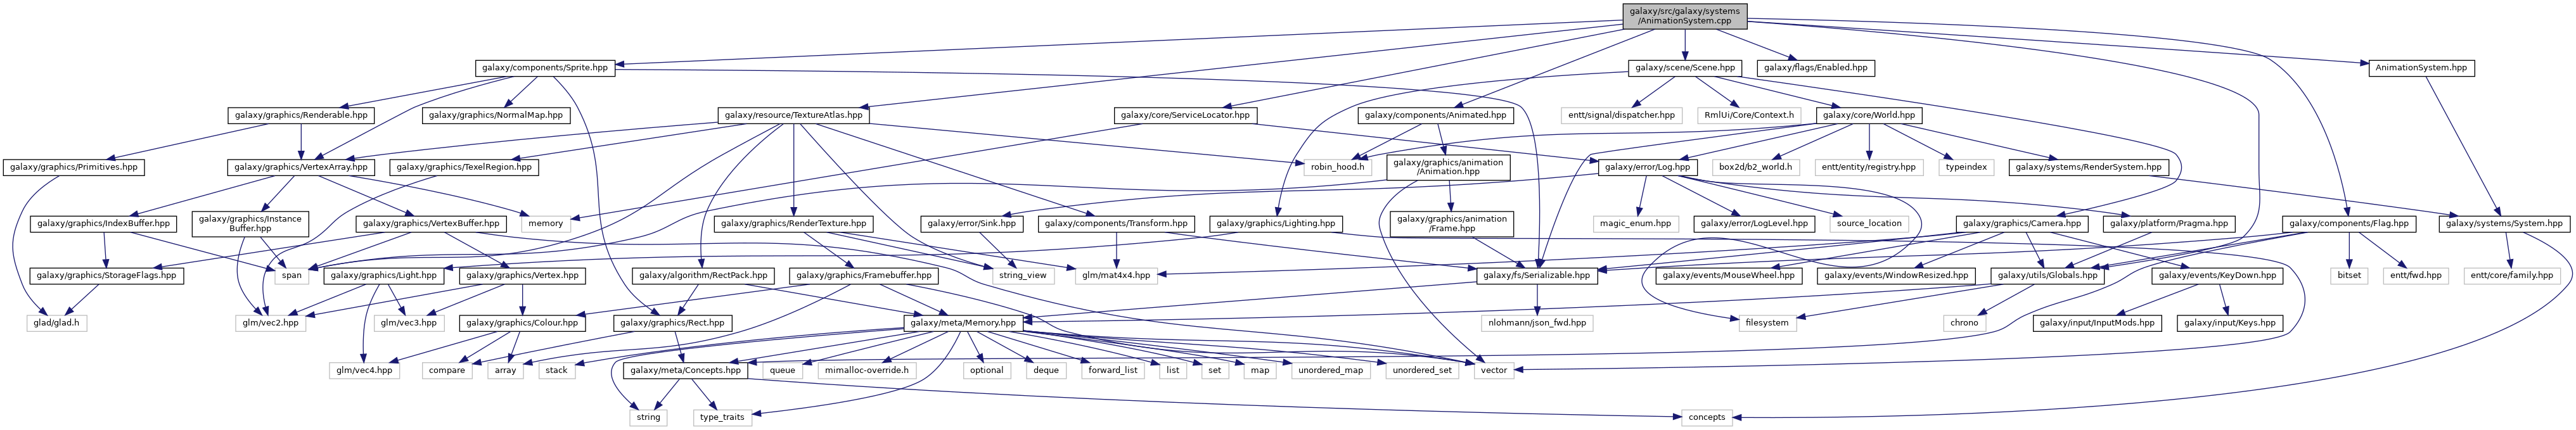 galaxy/src/galaxy/systems
/AnimationSystem.cpp
galaxy/components/Sprite.hpp
galaxy/scene/Scene.hpp
galaxy/flags/Enabled.hpp
AnimationSystem.hpp
galaxy/graphics/Renderable.hpp
galaxy/graphics/NormalMap.hpp
galaxy/resource/TextureAtlas.hpp
galaxy/core/ServiceLocator.hpp
galaxy/components/Animated.hpp
entt/signal/dispatcher.hpp
RmlUi/Core/Context.h
galaxy/core/World.hpp
galaxy/graphics/Primitives.hpp
galaxy/graphics/VertexArray.hpp
galaxy/graphics/TexelRegion.hpp
robin_hood.h
galaxy/graphics/animation
/Animation.hpp
galaxy/error/Log.hpp
box2d/b2_world.h
entt/entity/registry.hpp
typeindex
galaxy/systems/RenderSystem.hpp
galaxy/graphics/IndexBuffer.hpp
galaxy/graphics/Instance
Buffer.hpp
galaxy/graphics/VertexBuffer.hpp
memory
galaxy/graphics/RenderTexture.hpp
galaxy/error/Sink.hpp
galaxy/components/Transform.hpp
galaxy/graphics/Lighting.hpp
galaxy/graphics/animation
/Frame.hpp
magic_enum.hpp
galaxy/error/LogLevel.hpp
source_location
galaxy/graphics/Camera.hpp
galaxy/platform/Pragma.hpp
galaxy/components/Flag.hpp
galaxy/systems/System.hpp
galaxy/graphics/StorageFlags.hpp
span
galaxy/graphics/Light.hpp
galaxy/graphics/Vertex.hpp
galaxy/algorithm/RectPack.hpp
galaxy/graphics/Framebuffer.hpp
string_view
glm/mat4x4.hpp
galaxy/fs/Serializable.hpp
galaxy/events/MouseWheel.hpp
galaxy/events/WindowResized.hpp
galaxy/utils/Globals.hpp
galaxy/events/KeyDown.hpp
bitset
entt/fwd.hpp
entt/core/family.hpp
glad/glad.h
glm/vec2.hpp
glm/vec3.hpp
galaxy/graphics/Colour.hpp
galaxy/graphics/Rect.hpp
galaxy/meta/Memory.hpp
nlohmann/json_fwd.hpp
filesystem
chrono
galaxy/input/InputMods.hpp
galaxy/input/Keys.hpp
glm/vec4.hpp
compare
array
stack
galaxy/meta/Concepts.hpp
queue
mimalloc-override.h
optional
deque
forward_list
list
set
map
unordered_map
unordered_set
vector
string
type_traits
concepts